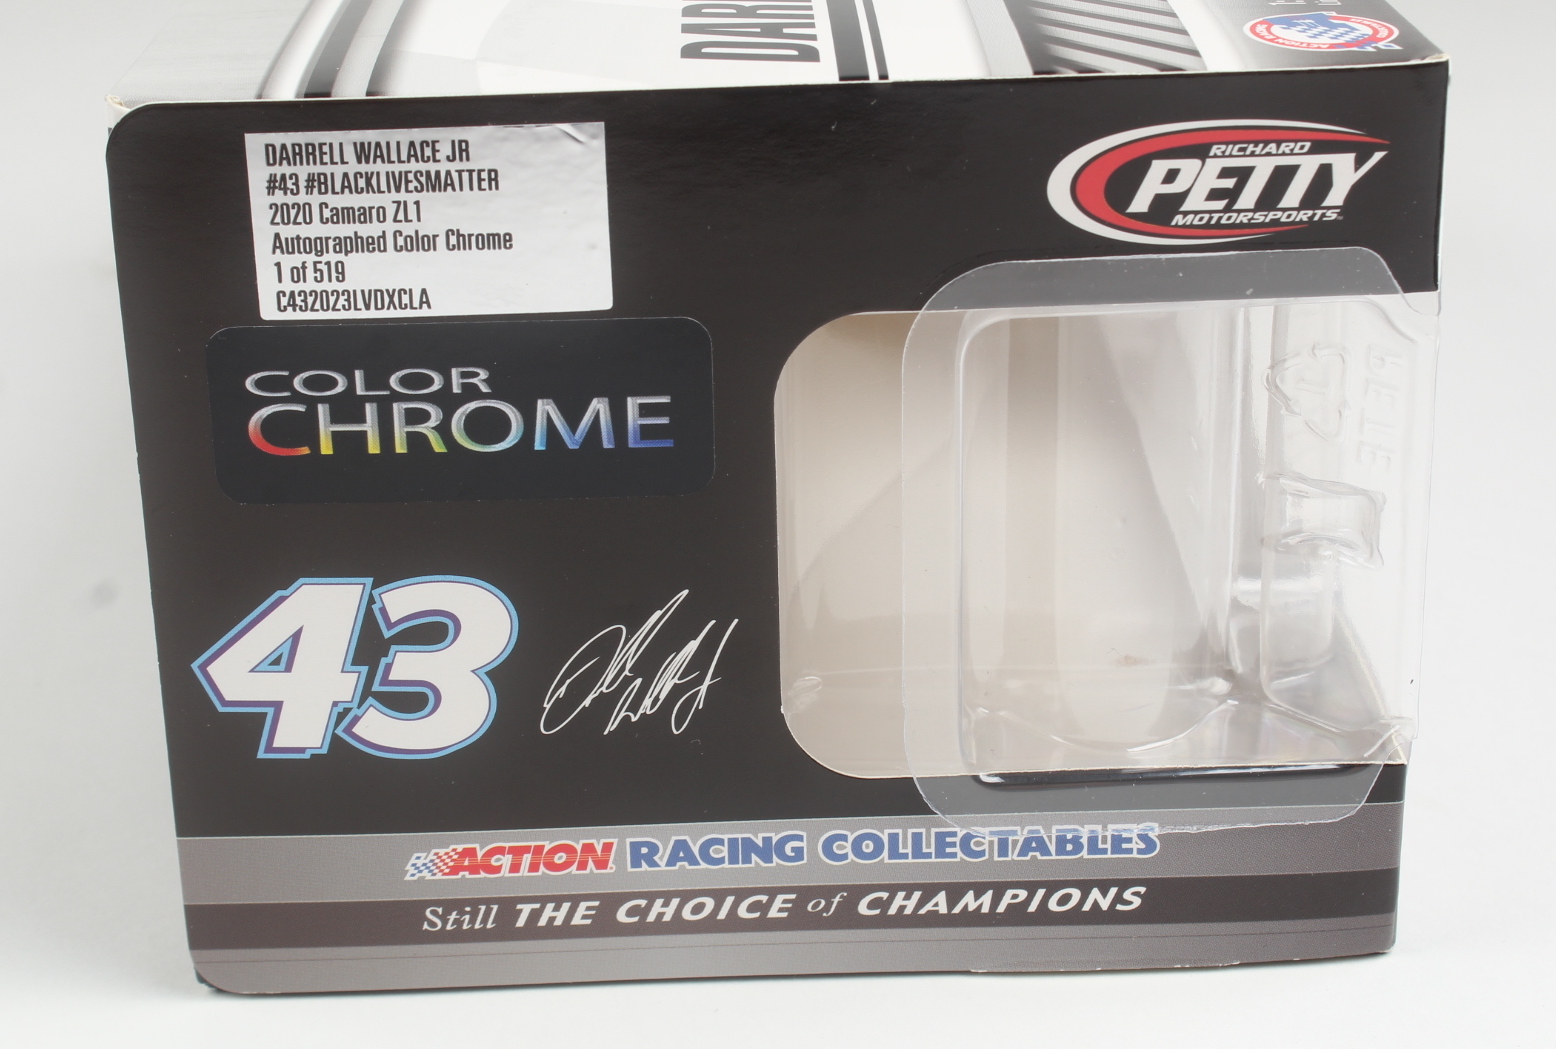 DARRELL WALLACE JR
#43 #BLACKLIVESMATTER
2020 Camaro ZL1
Autographed Color Chrome
1 of 519
C432023LVDXCLA
RICHARD
PETTY
MOTORSPORTS
COLOR
CHROME
43
ACTION RACING COLLECTABLES
Still THE CHOICE of CHAMPIONS